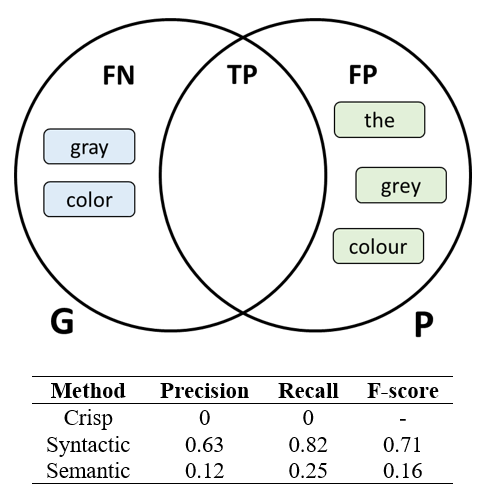 FN TP FP
the
gray
grey
color
colour
G P
Method Precision Recall F-score
Crisp 0 0 -
Syntactic 0.63 0.82 0.71
Semantic 0.12 0.25 0.16